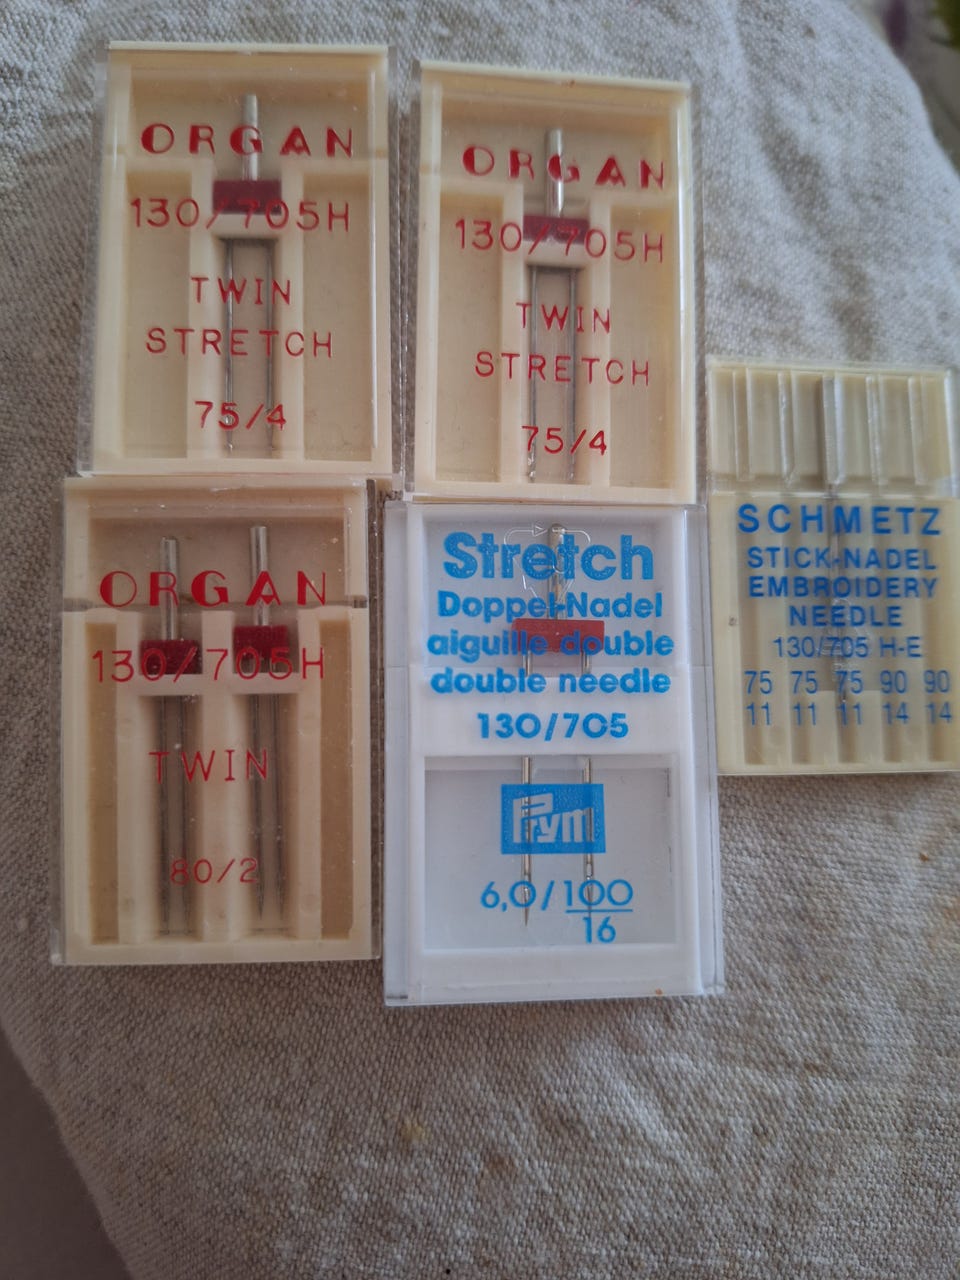 ORGAN
130/705H
TWIN
STRETCH
75/4
ORGAN
130/705H
TWIN
STRETCH
75/4
ORGAN
130/705H
TWIN
80/2
Stretch
Doppel-Nadel
aiguille double
double needle
130/705
Prym
6,0/100
16
SCHMETZ
STICK-NADEL
EMBROIDERY
NEEDLE
130/705 H-E
75 75 75 90 90
11 11 11 14 14